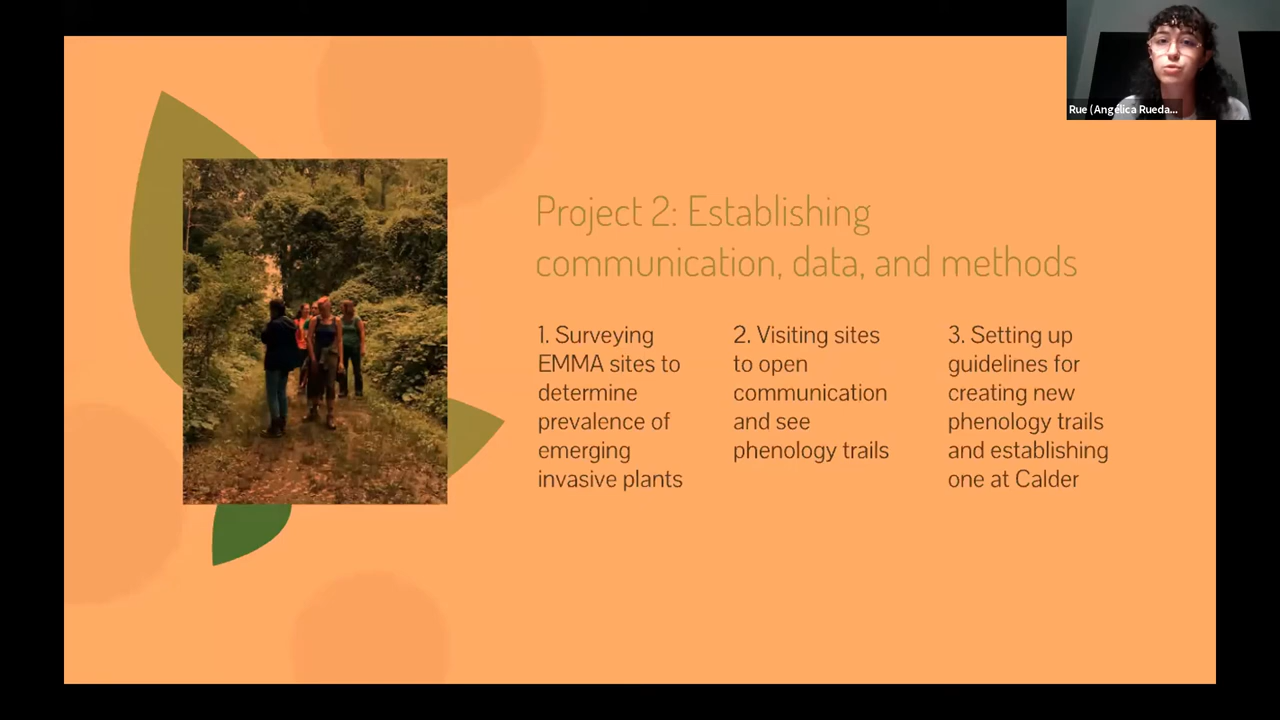 Rue (Angélica Rueda...
Project 2: Establishing
communication, data, and methods
1. Surveying
EMMA sites to
determine
prevalence of
emerging
invasive plants
2. Visiting sites
to open
communication
and see
phenology trails
3. Setting up
guidelines for
creating new
phenology trails
and establishing
one at Calder